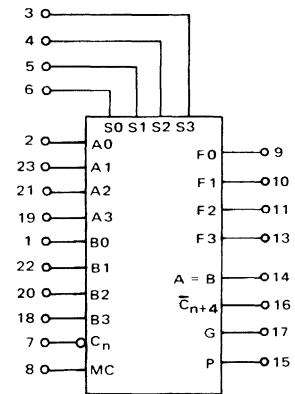 3
4
5
6
S0 S1 S2 S3
2 A0 F0 9
23 A1 F1 10
21 A2 F2 11
19 A3 F3 13
1 B0
22 B1 A = B 14
20 B2 C̅n+4 16
18 B3 G 17
7 Cn P 15
8 MC